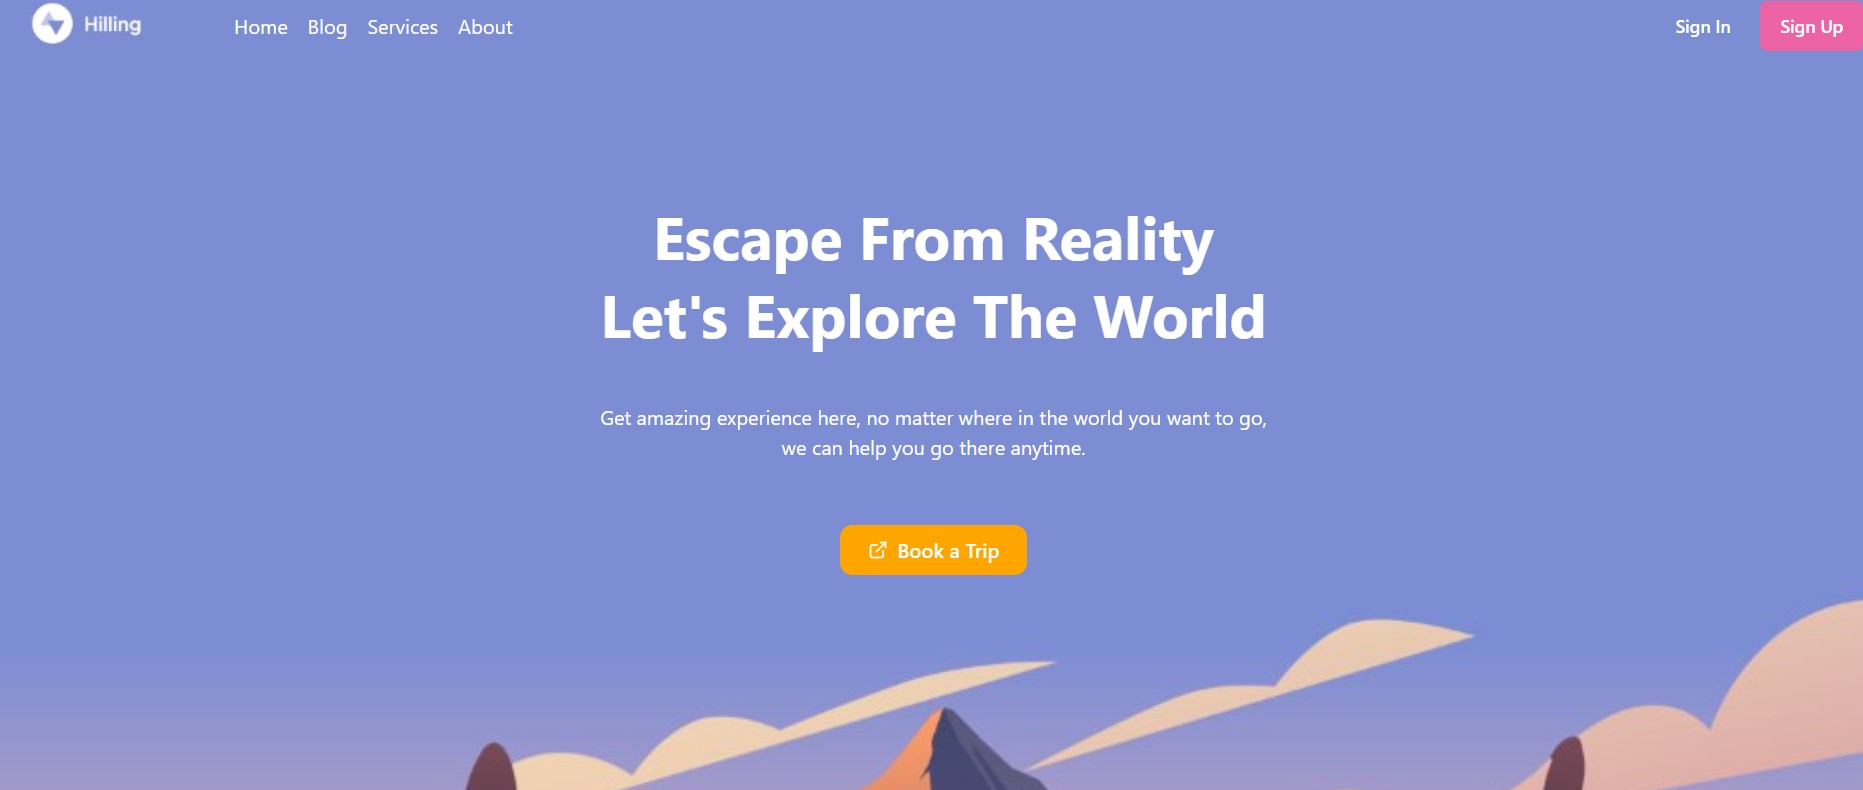 Hilling
Home Blog Services About
Sign In
Sign Up
Escape From Reality
Let's Explore The World
Get amazing experience here, no matter where in the world you want to go,
we can help you go there anytime.
Book a Trip